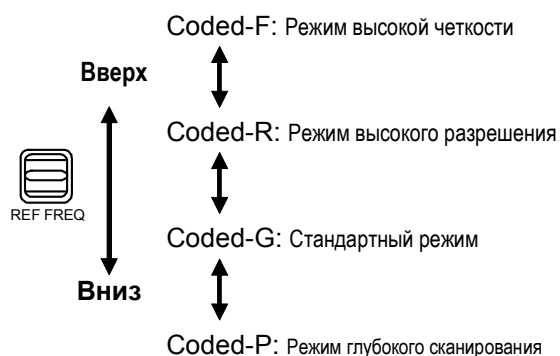 Coded-F: Режим высокой четкости
Вверх
Coded-R: Режим высокого разрешения
REF FREQ
Coded-G: Стандартный режим
Вниз
Coded-P: Режим глубокого сканирования